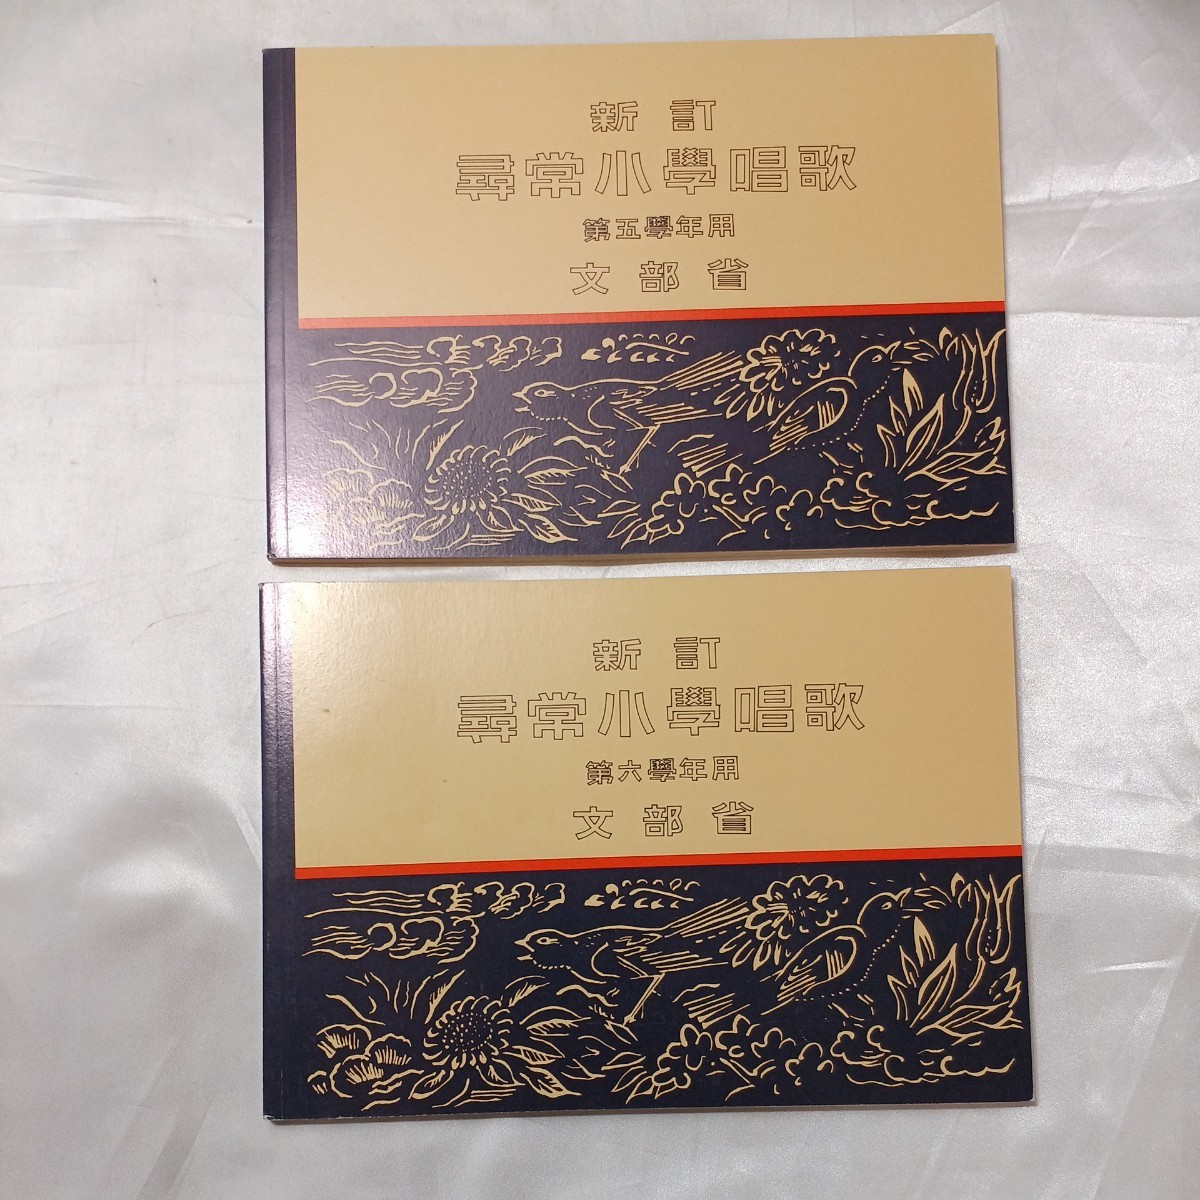 新訂
尋常小學唱歌
第五學年用
文部省
新訂
尋常小學唱歌
第六學年用
文部省